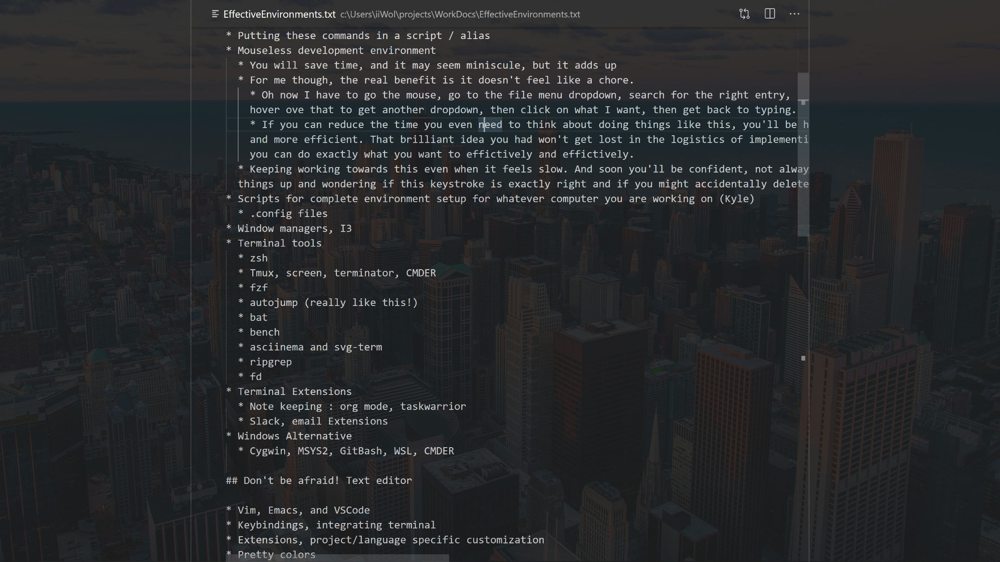 EffectiveEnvironments.txt c:\Users\iiWol\projects\WorkDocs\EffectiveEnvironments.txt
* Putting these commands in a script / alias
* Mouseless development environment
* You will save time, and it may seem miniscule, but it adds up
* For me though, the real benefit is it doesn't feel like a chore.
* Oh now I have to go the mouse, go to the file menu dropdown, search for the right entry,
hover ove that to get another dropdown, then click on what I want, then get back to typing.
* If you can reduce the time you even need to think about doing things like this, you'll be h
and more efficient. That brilliant idea you had won't get lost in the logistics of implementi
you can do exactly what you want to effictively and effictively.
* Keeping working towards this even when it feels slow. And soon you'll be confident, not alway
things up and wondering if this keystroke is exactly right and if you might accidentally delete
* Scripts for complete environment setup for whatever computer you are working on (Kyle)
* .config files
* Window managers, I3
* Terminal tools
* zsh
* Tmux, screen, terminator, CMDER
* fzf
* autojump (really like this!)
* bat
* bench
* asciinema and svg-term
* ripgrep
* fd
* Terminal Extensions
* Note keeping : org mode, taskwarrior
* Slack, email Extensions
* Windows Alternative
* Cygwin, MSYS2, GitBash, WSL, CMDER
## Don't be afraid! Text editor
* Vim, Emacs, and VSCode
* Keybindings, integrating terminal
* Extensions, project/language specific customization
* Pretty colors
CHASE